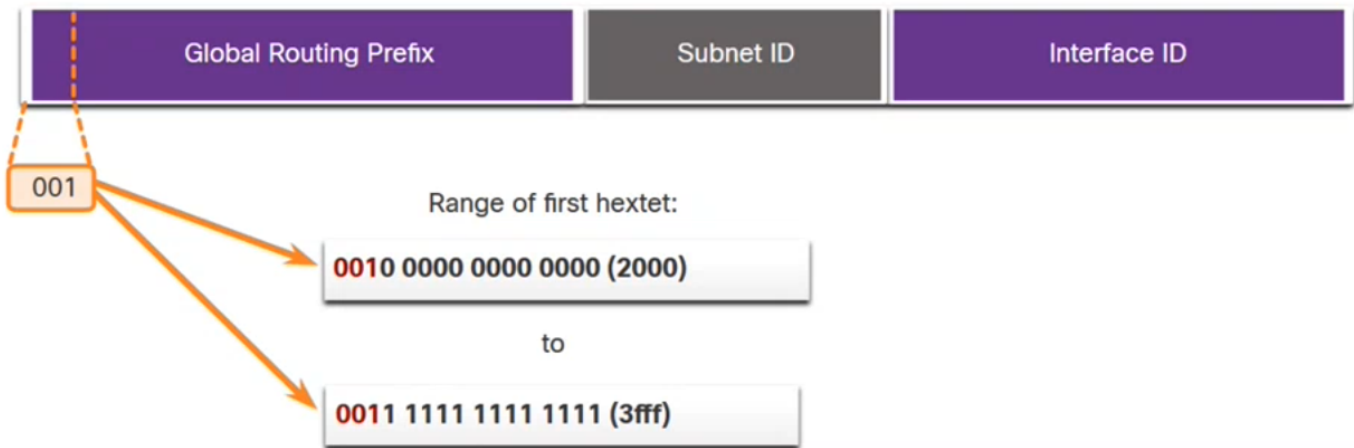 Global Routing Prefix Subnet ID Interface ID
001
Range of first hextet:
0010 0000 0000 0000 (2000)
to
0011 1111 1111 1111 (3fff)